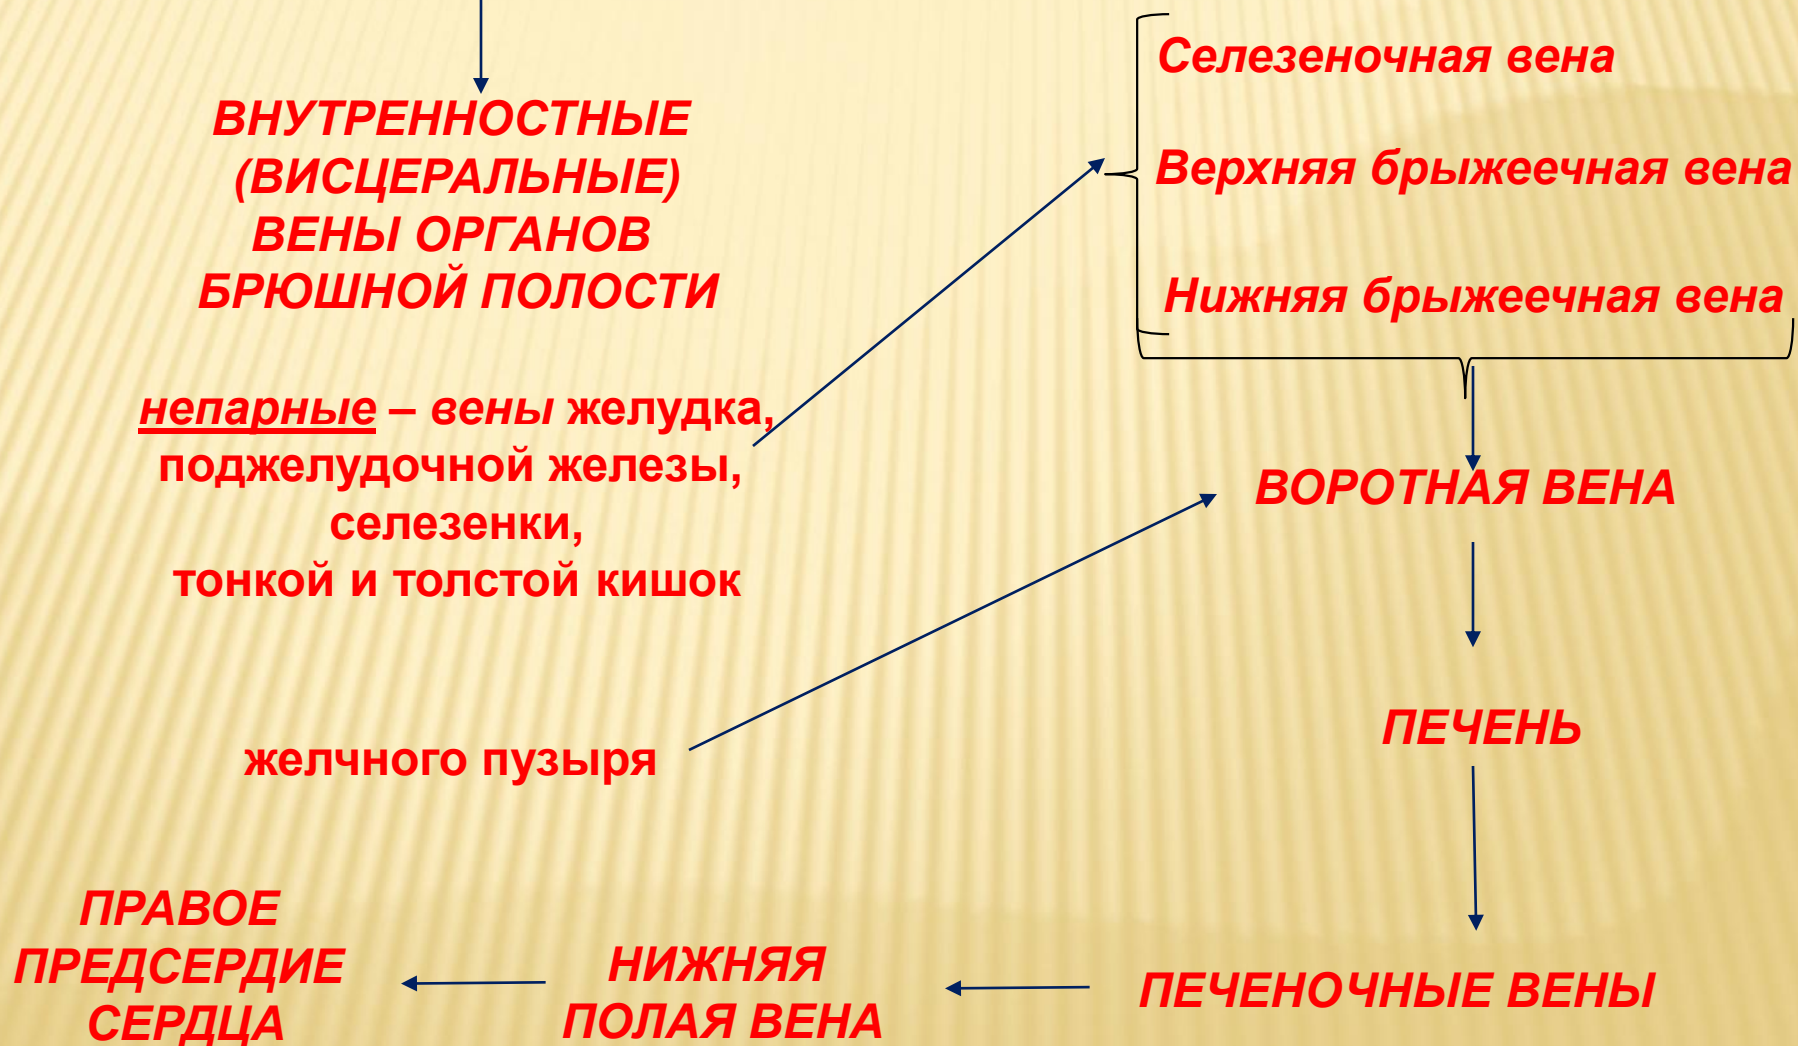 ВНУТРЕННОСТНЫЕ
(ВИСЦЕРАЛЬНЫЕ)
ВЕНЫ ОРГАНОВ
БРЮШНОЙ ПОЛОСТИ
непарные – вены желудка,
поджелудочной железы,
селезенки,
тонкой и толстой кишок
желчного пузыря
Селезеночная вена
Верхняя брыжеечная вена
Нижняя брыжеечная вена
ВОРОТНАЯ ВЕНА
ПЕЧЕНЬ
ПЕЧЕНОЧНЫЕ ВЕНЫ
НИЖНЯЯ
ПОЛАЯ ВЕНА
ПРАВОЕ
ПРЕДСЕРДИЕ
СЕРДЦА